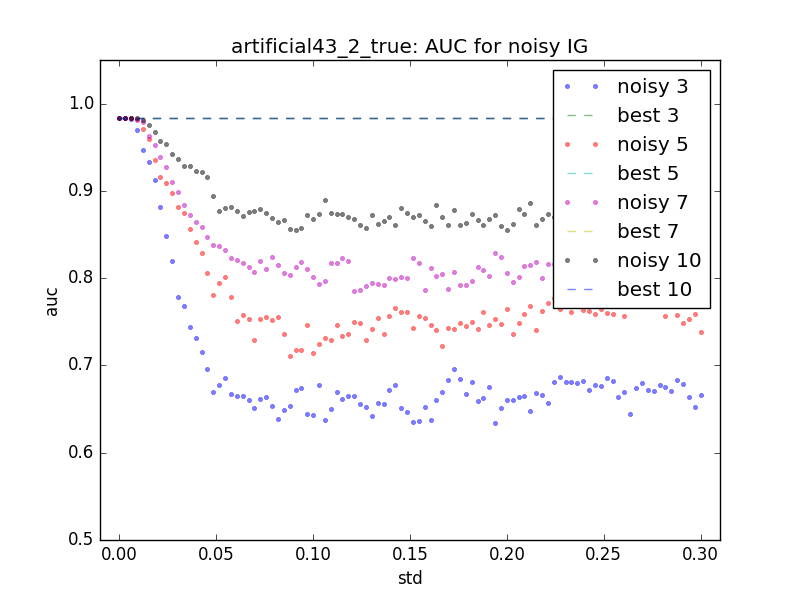 artificial43_2_true: AUC for noisy IG
1.0
0.9
0.8
0.7
0.6
0.5
auc
noisy 3
best 3
noisy 5
best 5
noisy 7
best 7
noisy 10
best 10
0.00 0.05 0.10 0.15 0.20 0.25 0.30
std